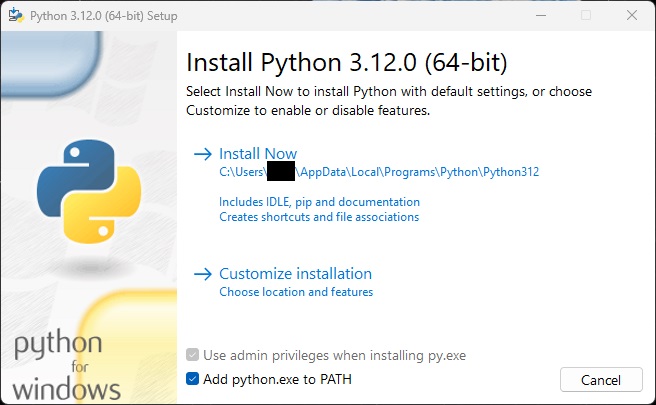 Python 3.12.0 (64-bit) Setup
Install Python 3.12.0 (64-bit)
Select Install Now to install Python with default settings, or choose
Customize to enable or disable features.
Install Now
C:\Users\ \AppData\Local\Programs\Python\Python312
Includes IDLE, pip and documentation
Creates shortcuts and file associations
Customize installation
Choose location and features
python
for
windows
Use admin privileges when installing py.exe
Add python.exe to PATH
Cancel